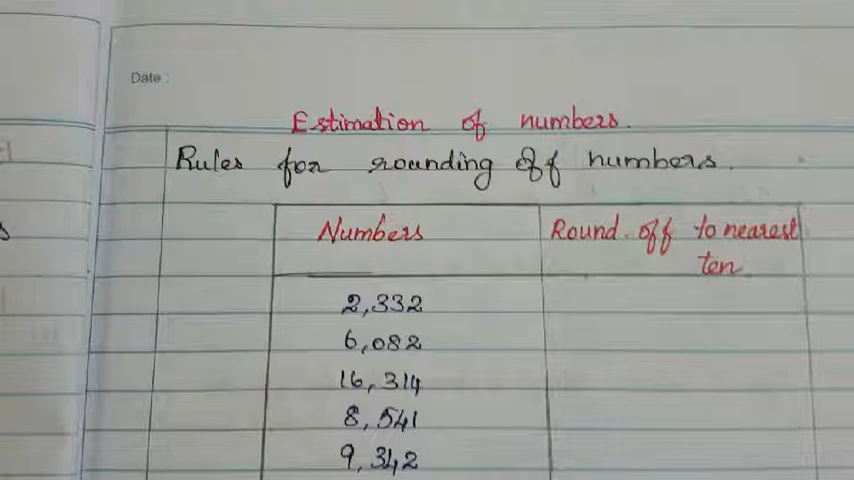 Date :
Estimation of numbers.
Rules for rounding off numbers.
Numbers
Round off to nearest
ten
2,332
6,082
16,314
8,541
9,342